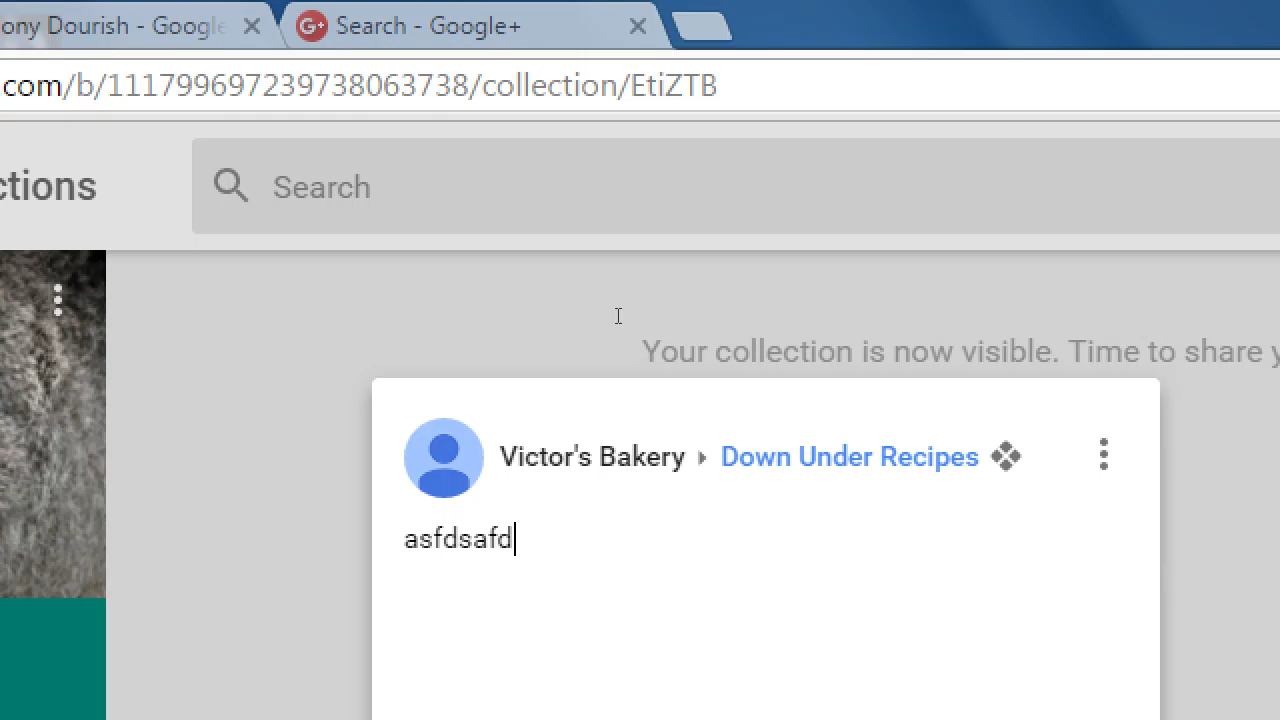 ony Dourish - Google
Search - Google+
.com/b/111799697239738063738/collection/EtiZTB
ctions
Search
Your collection is now visible. Time to share y
Victor's Bakery
Down Under Recipes
asfdsafd